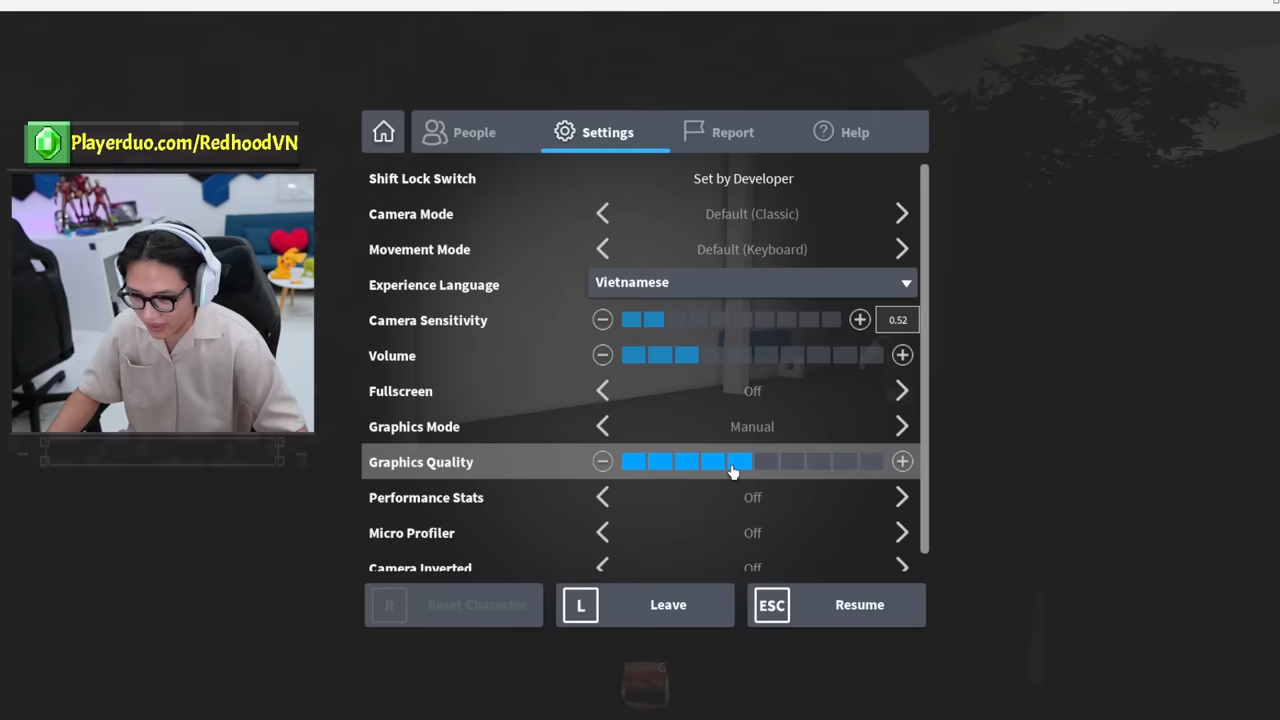 People
Settings
Report
Help
Playerduo.com/RedhoodVN
Shift Lock Switch
Set by Developer
Camera Mode
Default (Classic)
Movement Mode
Default (Keyboard)
Experience Language
Vietnamese
Camera Sensitivity
0.52
Volume
Fullscreen
Off
Graphics Mode
Manual
Graphics Quality
Performance Stats
Off
Micro Profiler
Off
Camera Inverted
Off
R
Reset Character
L
Leave
ESC
Resume
G